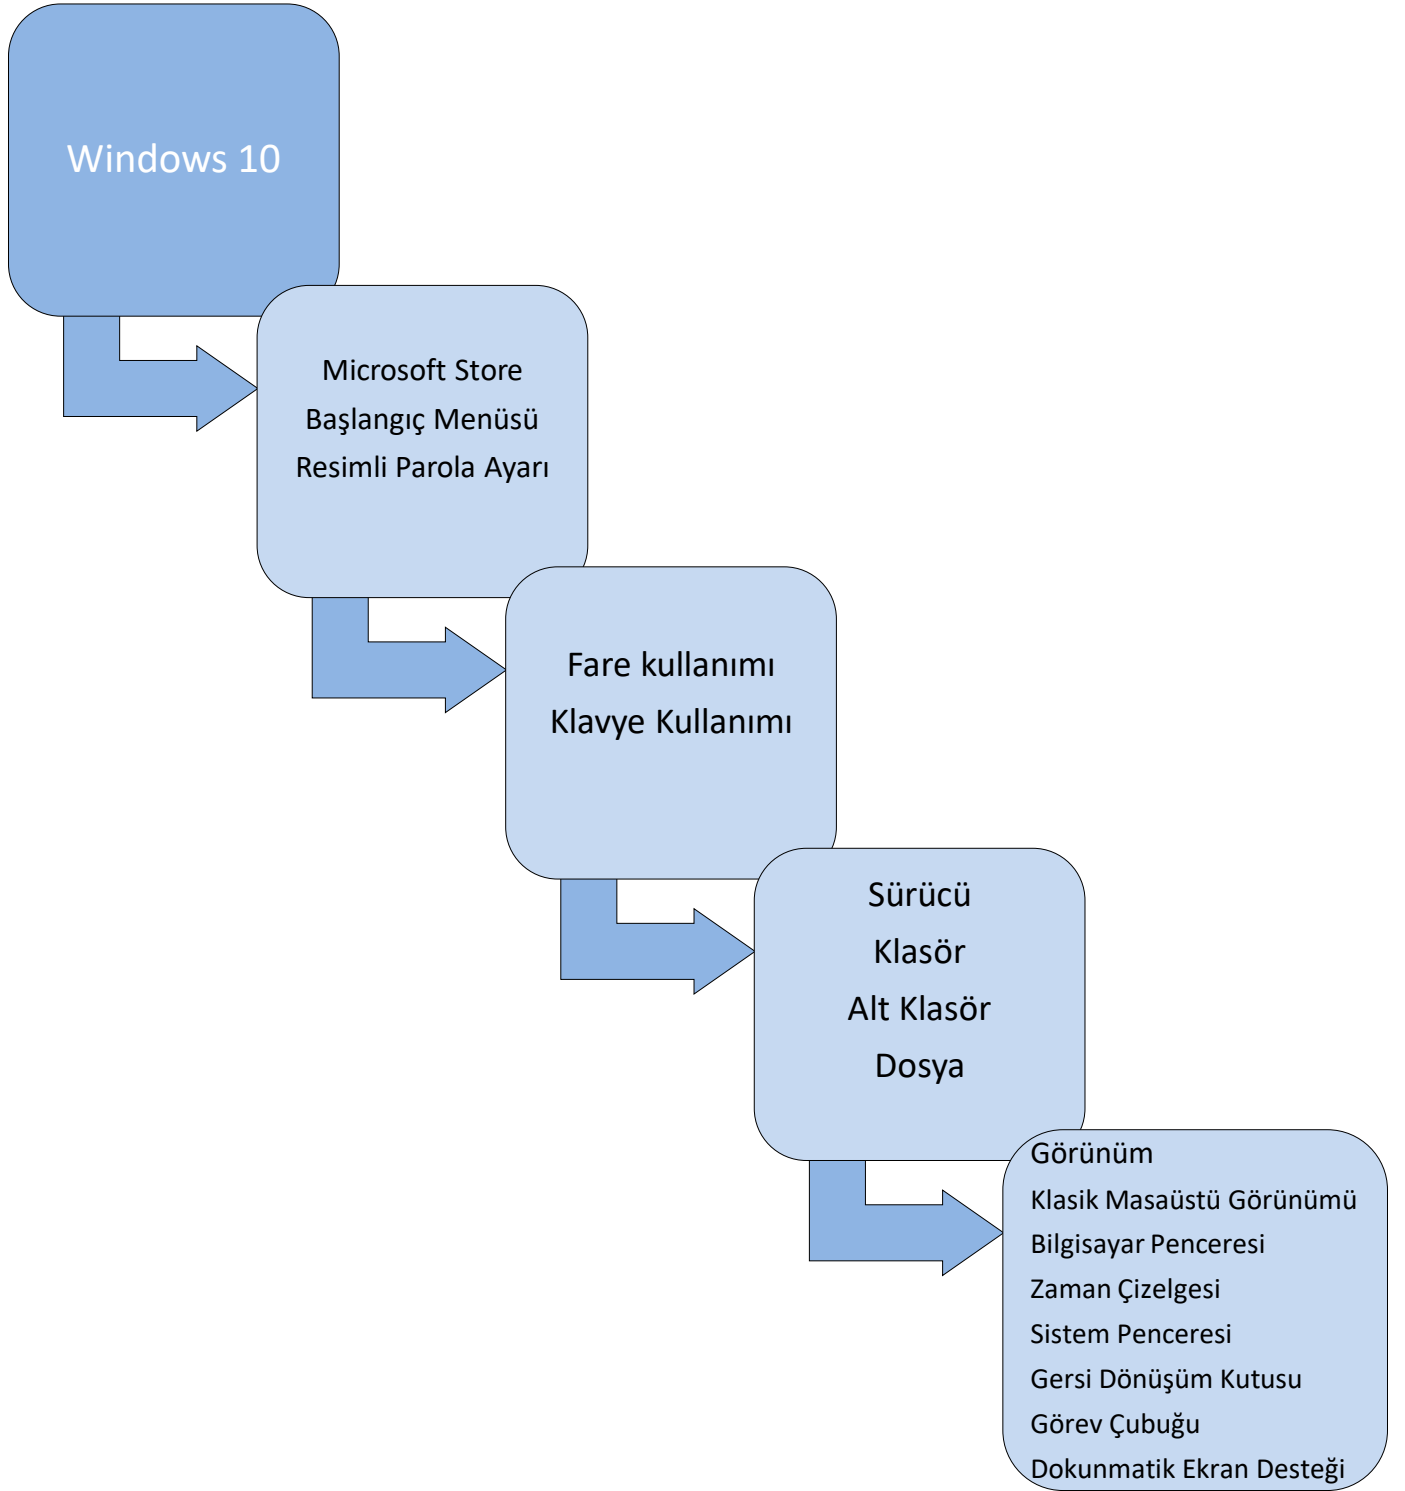 Windows 10
Microsoft Store
Başlangıç Menüsü
Resimli Parola Ayarı
Fare kullanımı
Klavye Kullanımı
Sürücü
Klasör
Alt Klasör
Dosya
Görünüm
Klasik Masaüstü Görünümü
Bilgisayar Penceresi
Zaman Çizelgesi
Sistem Penceresi
Gersi Dönüşüm Kutusu
Görev Çubuğu
Dokunmatik Ekran Desteği